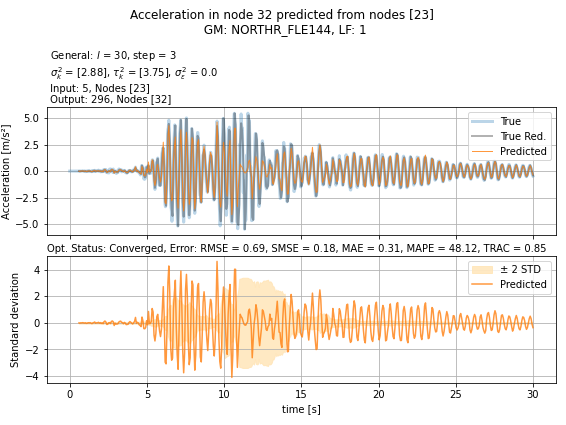 Acceleration in node 32 predicted from nodes [23]
GM: NORTHR_FLE144, LF: 1
General: l = 30, step = 3
σ²ₖ = [2.88], τ²ₖ = [3.75], σ²ε = 0.0
Input: 5, Nodes [23]
Output: 296, Nodes [32]
Acceleration [m/s²]
5.0
2.5
0.0
−2.5
−5.0
True
True Red.
Predicted
Opt. Status: Converged, Error: RMSE = 0.69, SMSE = 0.18, MAE = 0.31, MAPE = 48.12, TRAC = 0.85
Standard deviation
4
2
0
−2
−4
± 2 STD
Predicted
0 5 10 15 20 25 30
time [s]